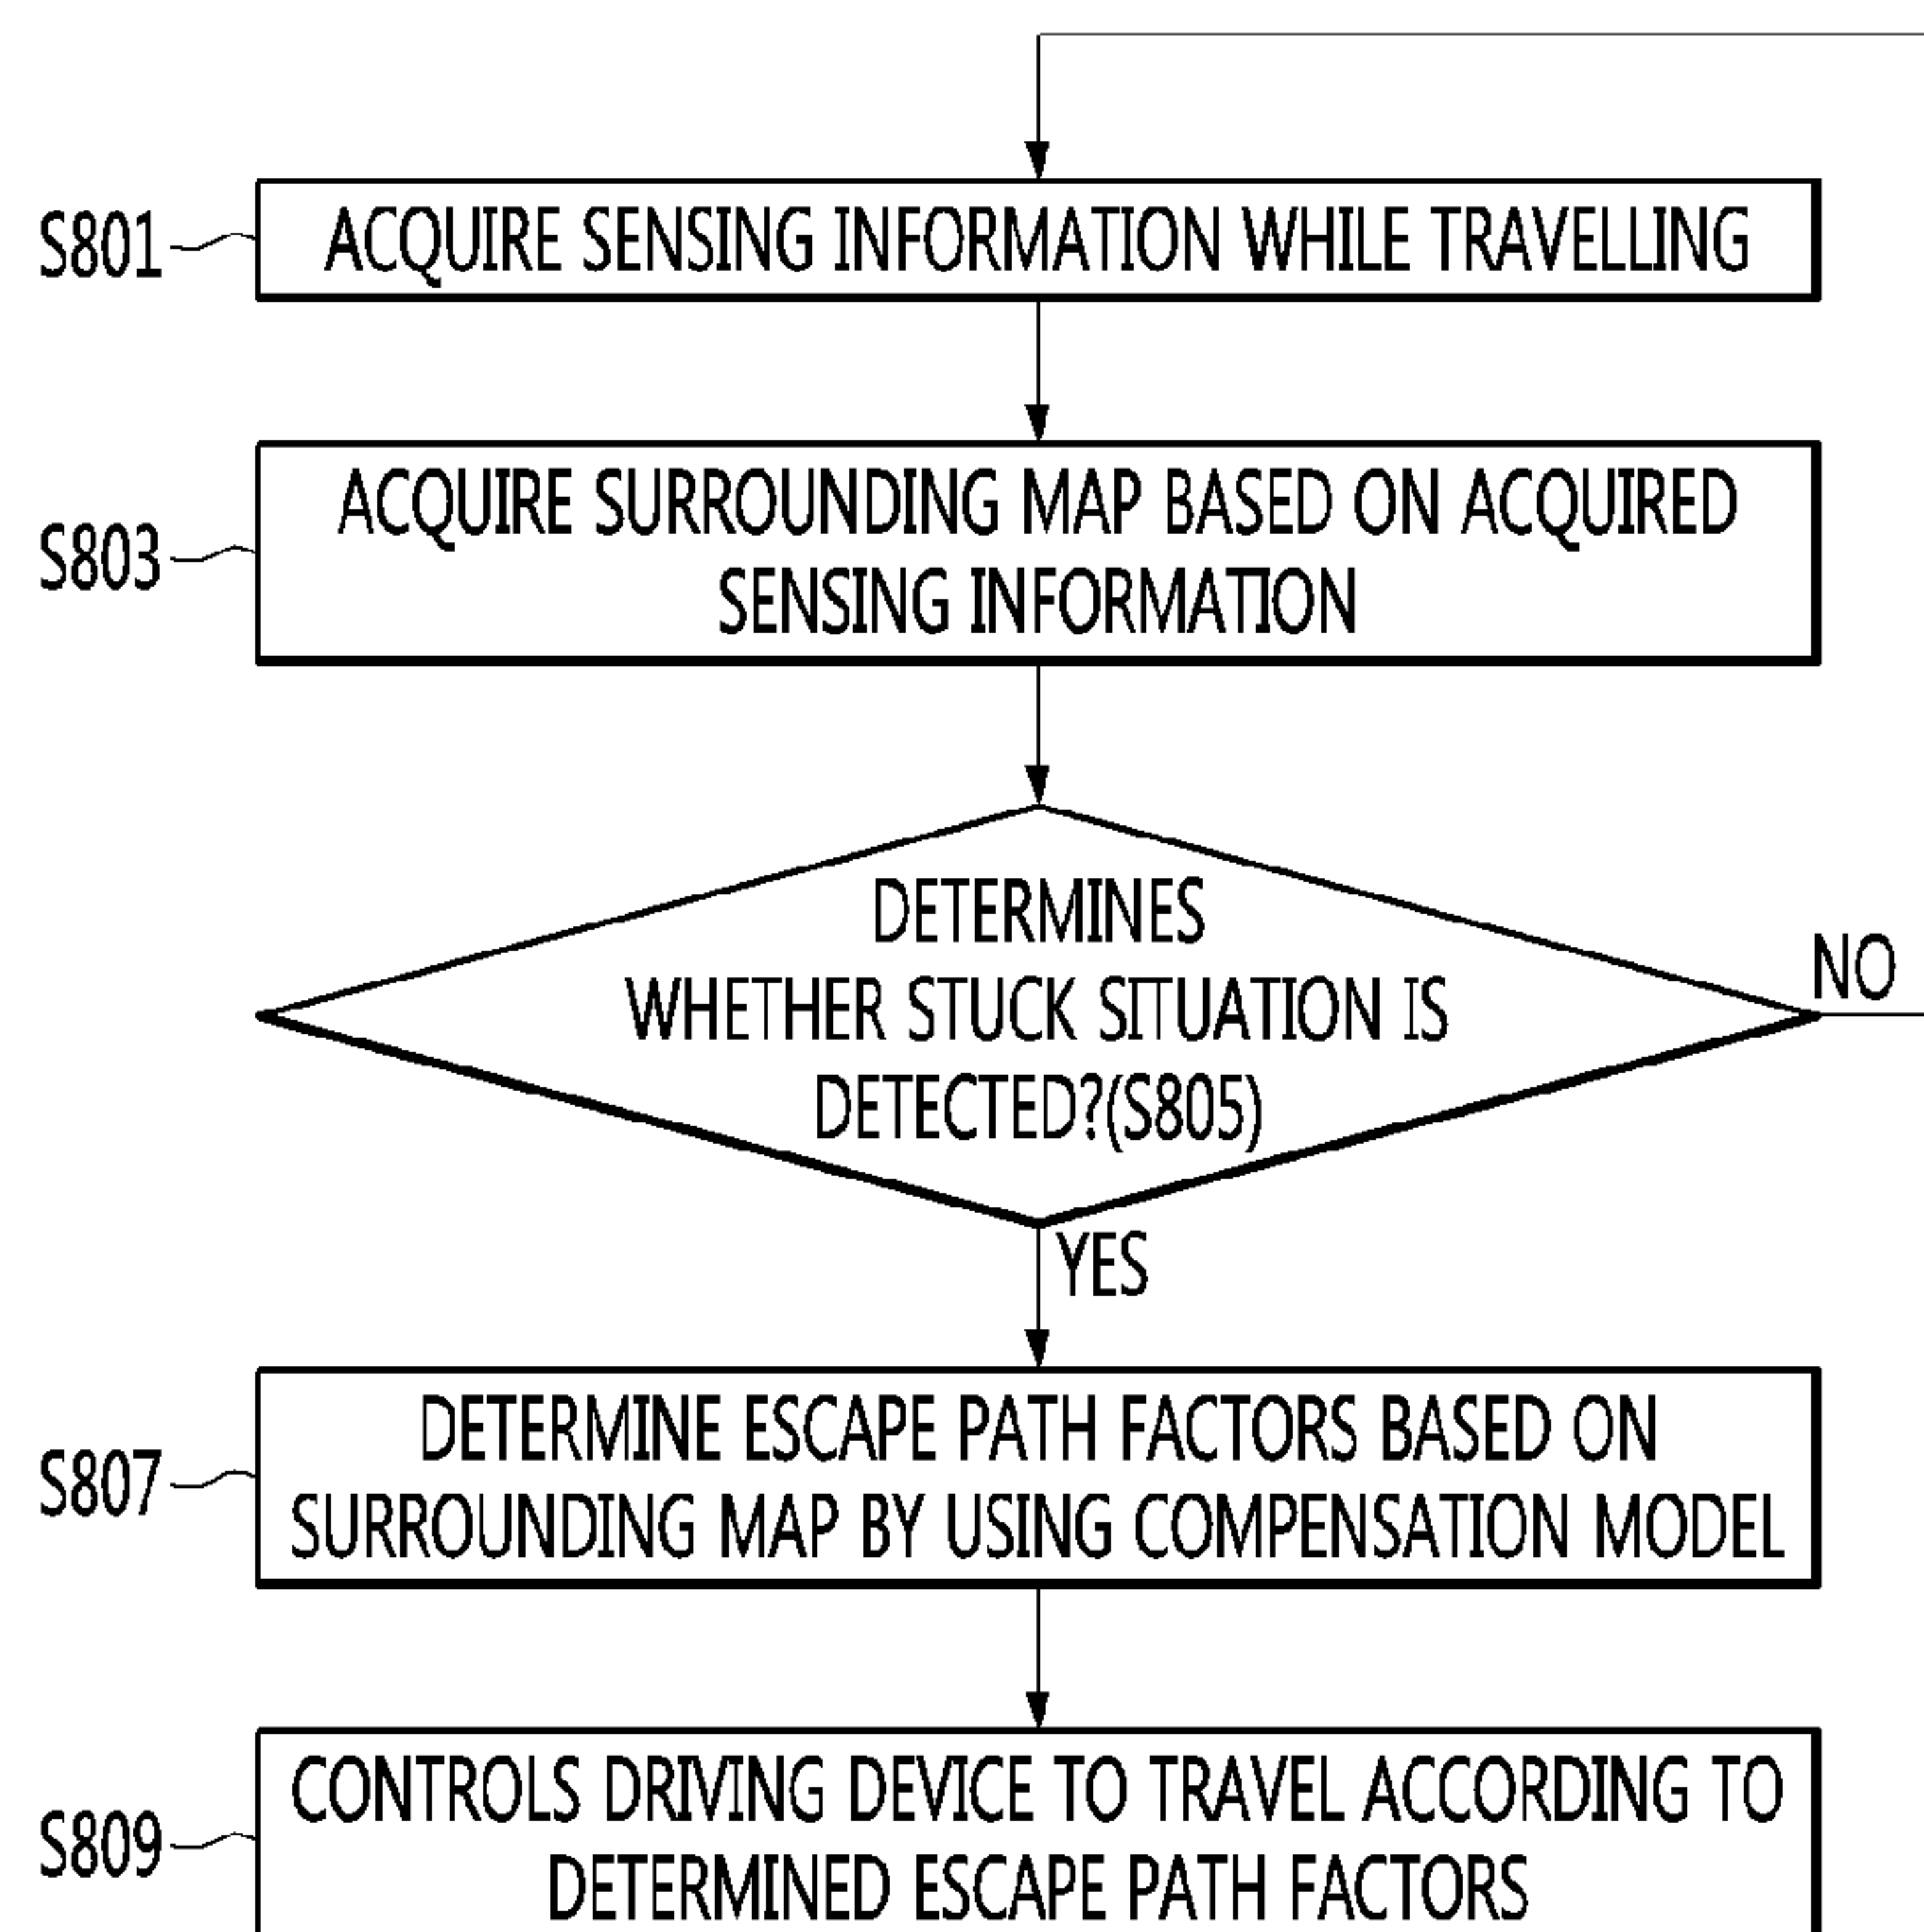 S801
ACQUIRE SENSING INFORMATION WHILE TRAVELLING
S803
ACQUIRE SURROUNDING MAP BASED ON ACQUIRED
SENSING INFORMATION
DETERMINES
WHETHER STUCK SITUATION IS
DETECTED?(S805)
NO
YES
S807
DETERMINE ESCAPE PATH FACTORS BASED ON
SURROUNDING MAP BY USING COMPENSATION MODEL
S809
CONTROLS DRIVING DEVICE TO TRAVEL ACCORDING TO
DETERMINED ESCAPE PATH FACTORS